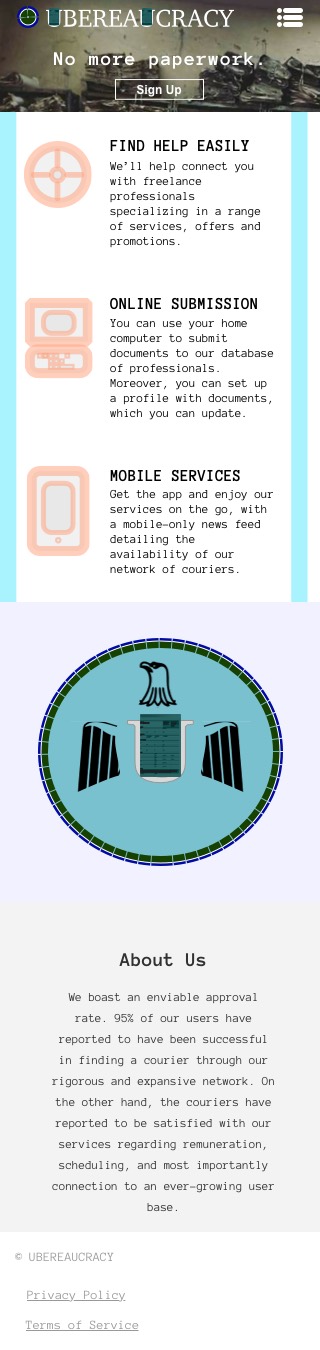 UBEREAUCRACY
No more paperwork.
Sign Up
FIND HELP EASILY
We’ll help connect you
with freelance
professionals
specializing in a range
of services, offers and
promotions.
ONLINE SUBMISSION
You can use your home
computer to submit
documents to our database
of professionals.
Moreover, you can set up
a profile with documents,
which you can update.
MOBILE SERVICES
Get the app and enjoy our
services on the go, with
a mobile-only news feed
detailing the
availability of our
network of couriers.
About Us
We boast an enviable approval
rate. 95% of our users have
reported to have been successful
in finding a courier through our
rigorous and expansive network. On
the other hand, the couriers have
reported to be satisfied with our
services regarding remuneration,
scheduling, and most importantly
connection to an ever-growing user
base.
© UBEREAUCRACY
Privacy Policy
Terms of Service